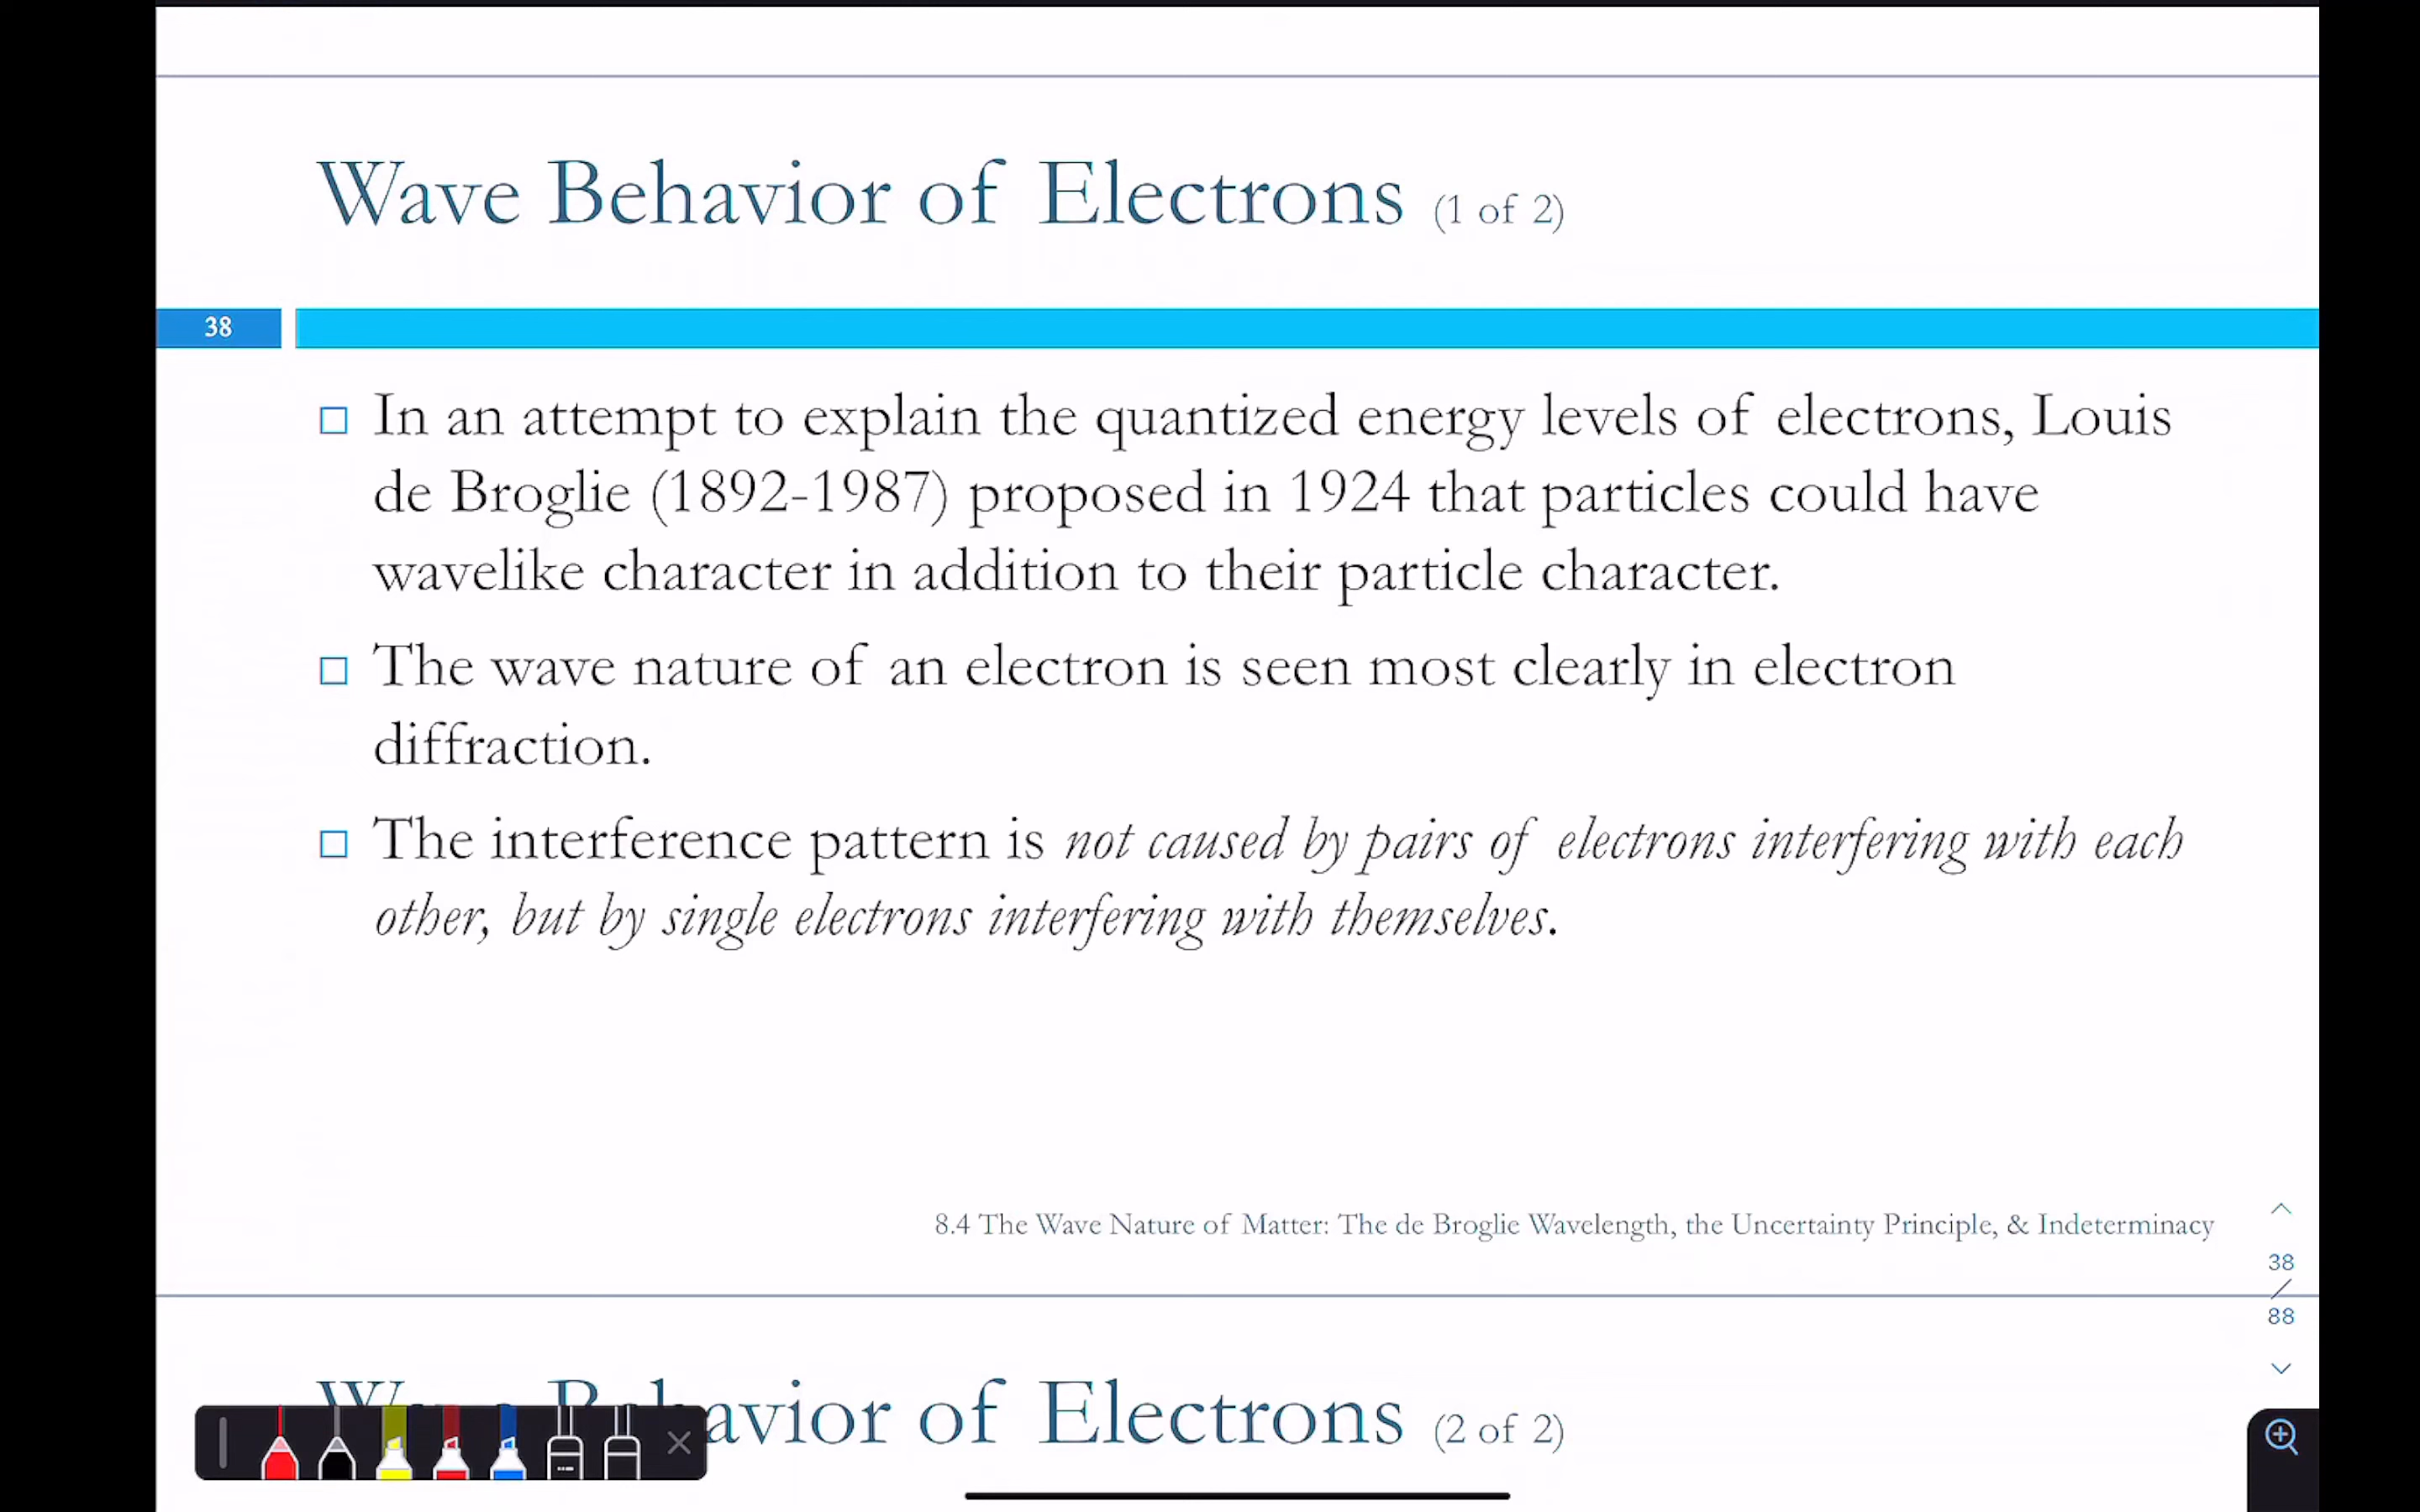 Wave Behavior of Electrons (1 of 2)
38
In an attempt to explain the quantized energy levels of electrons, Louis
de Broglie (1892-1987) proposed in 1924 that particles could have
wavelike character in addition to their particle character.
The wave nature of an electron is seen most clearly in electron
diffraction.
The interference pattern is not caused by pairs of electrons interfering with each
other, but by single electrons interfering with themselves.
8.4 The Wave Nature of Matter: The de Broglie Wavelength, the Uncertainty Principle, & Indeterminacy
38
/
88
Wave Behavior of Electrons (2 of 2)